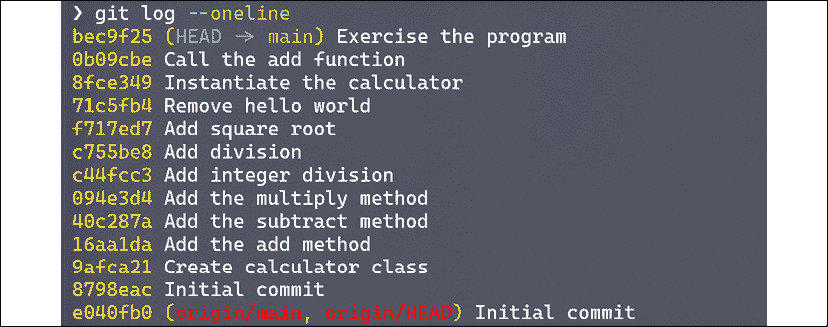 ❯ git log --oneline
bec9f25 (HEAD -> main) Exercise the program
0b09cbe Call the add function
8fce349 Instantiate the calculator
71c5fb4 Remove hello world
f717ed7 Add square root
c755be8 Add division
c44fcc3 Add integer division
094e3d4 Add the multiply method
40c287a Add the subtract method
16aa1da Add the add method
9afca21 Create calculator class
8798eac Initial commit
e040fb0 (origin/main, origin/HEAD) Initial commit